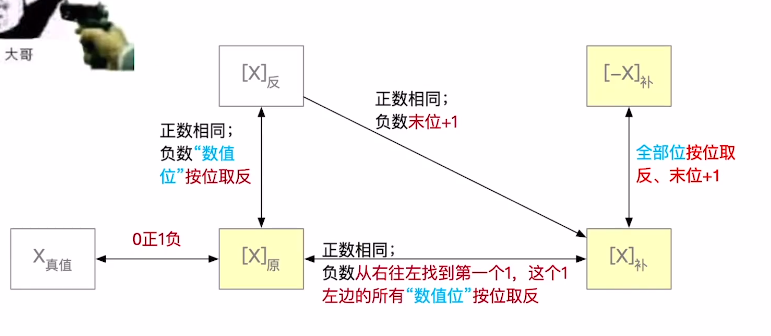 大哥
[X]反
[-X]补
正数相同；
负数末位+1
正数相同；
负数“数值
位”按位取反
全部位按位取
反、末位+1
0正1负
X真值
[X]原
正数相同；
负数从右往左找到第一个1，这个1
左边的所有“数值位”按位取反
[X]补